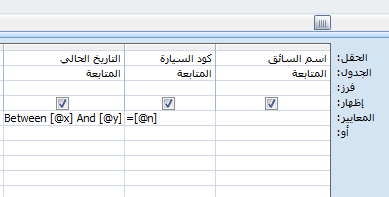 الحقل: اسم السائق كود السيارة التاريخ الحالي
الجدول: المتابعة المتابعة المتابعة
فرز:
إظهار:
المعايير: =[@n] Between [@x] And [@y]
أو: